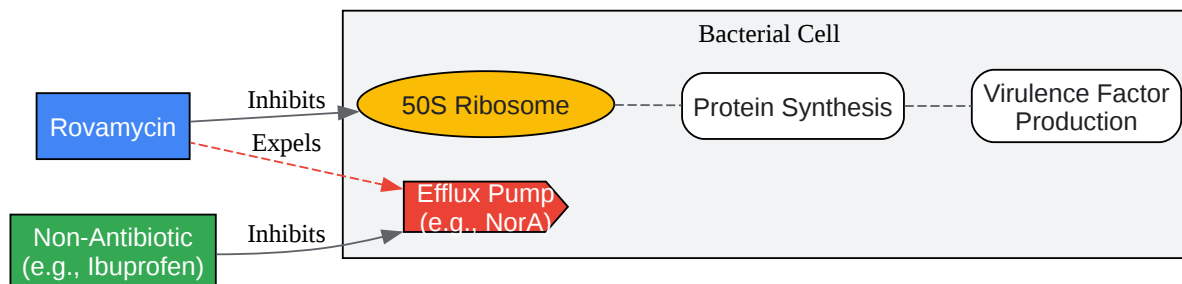 Bacterial Cell
Rovamycin
Inhibits
50S Ribosome
Protein Synthesis
Virulence Factor
Production
Expels
Efflux Pump
(e.g., NorA)
Non-Antibiotic
(e.g., Ibuprofen)
Inhibits